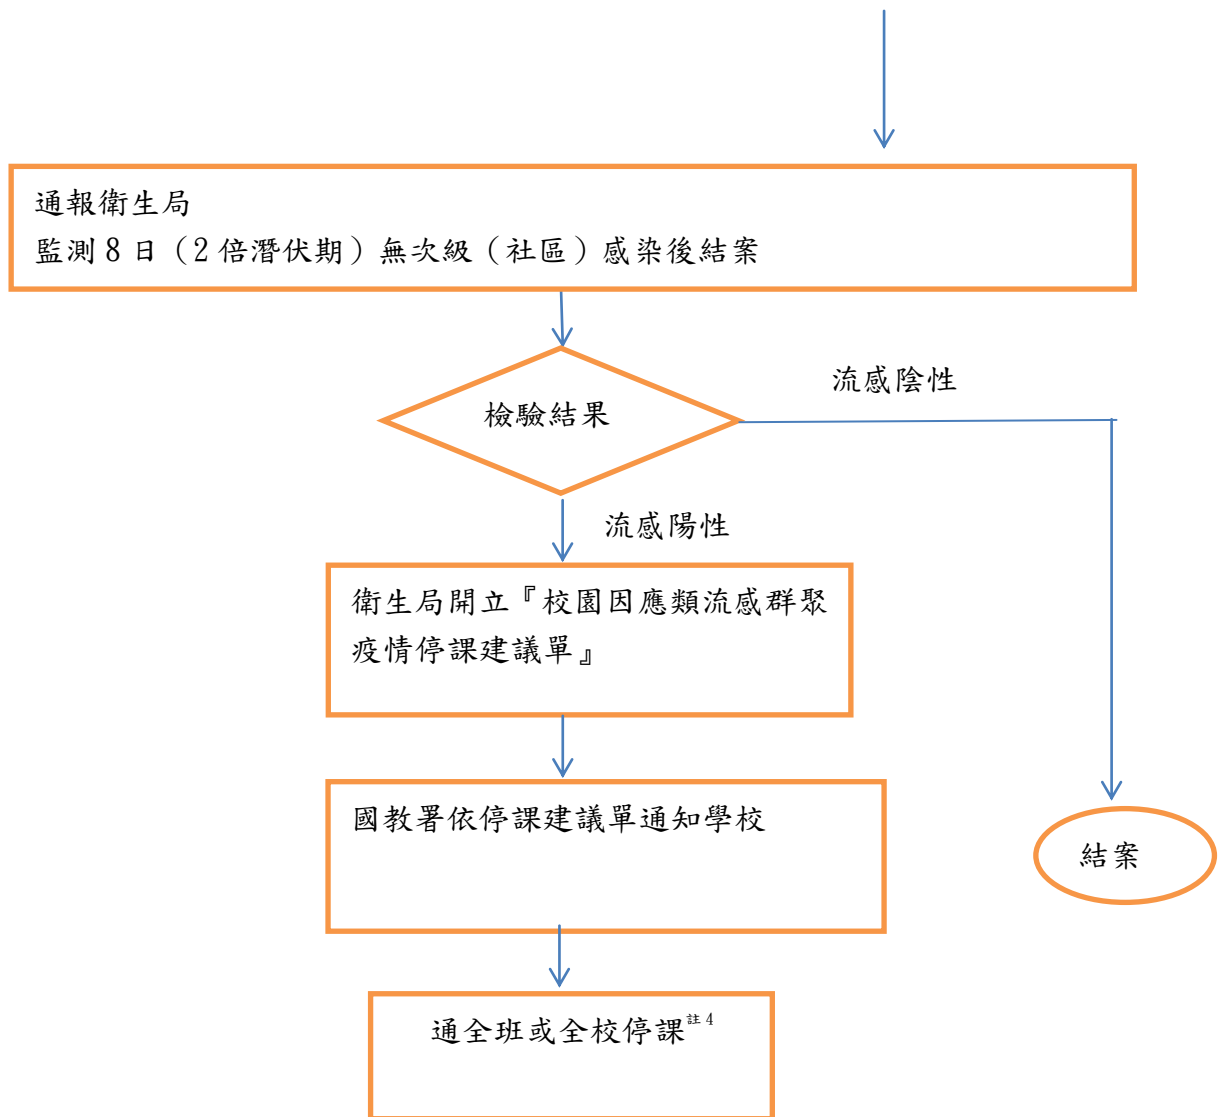 通報衛生局
監測8日（2倍潛伏期）無次級（社區）感染後結案
流感陰性
檢驗結果
流感陽性
衛生局開立『校園因應類流感群聚
疫情停課建議單』
國教署依停課建議單通知學校
結案
通全班或全校停課註4